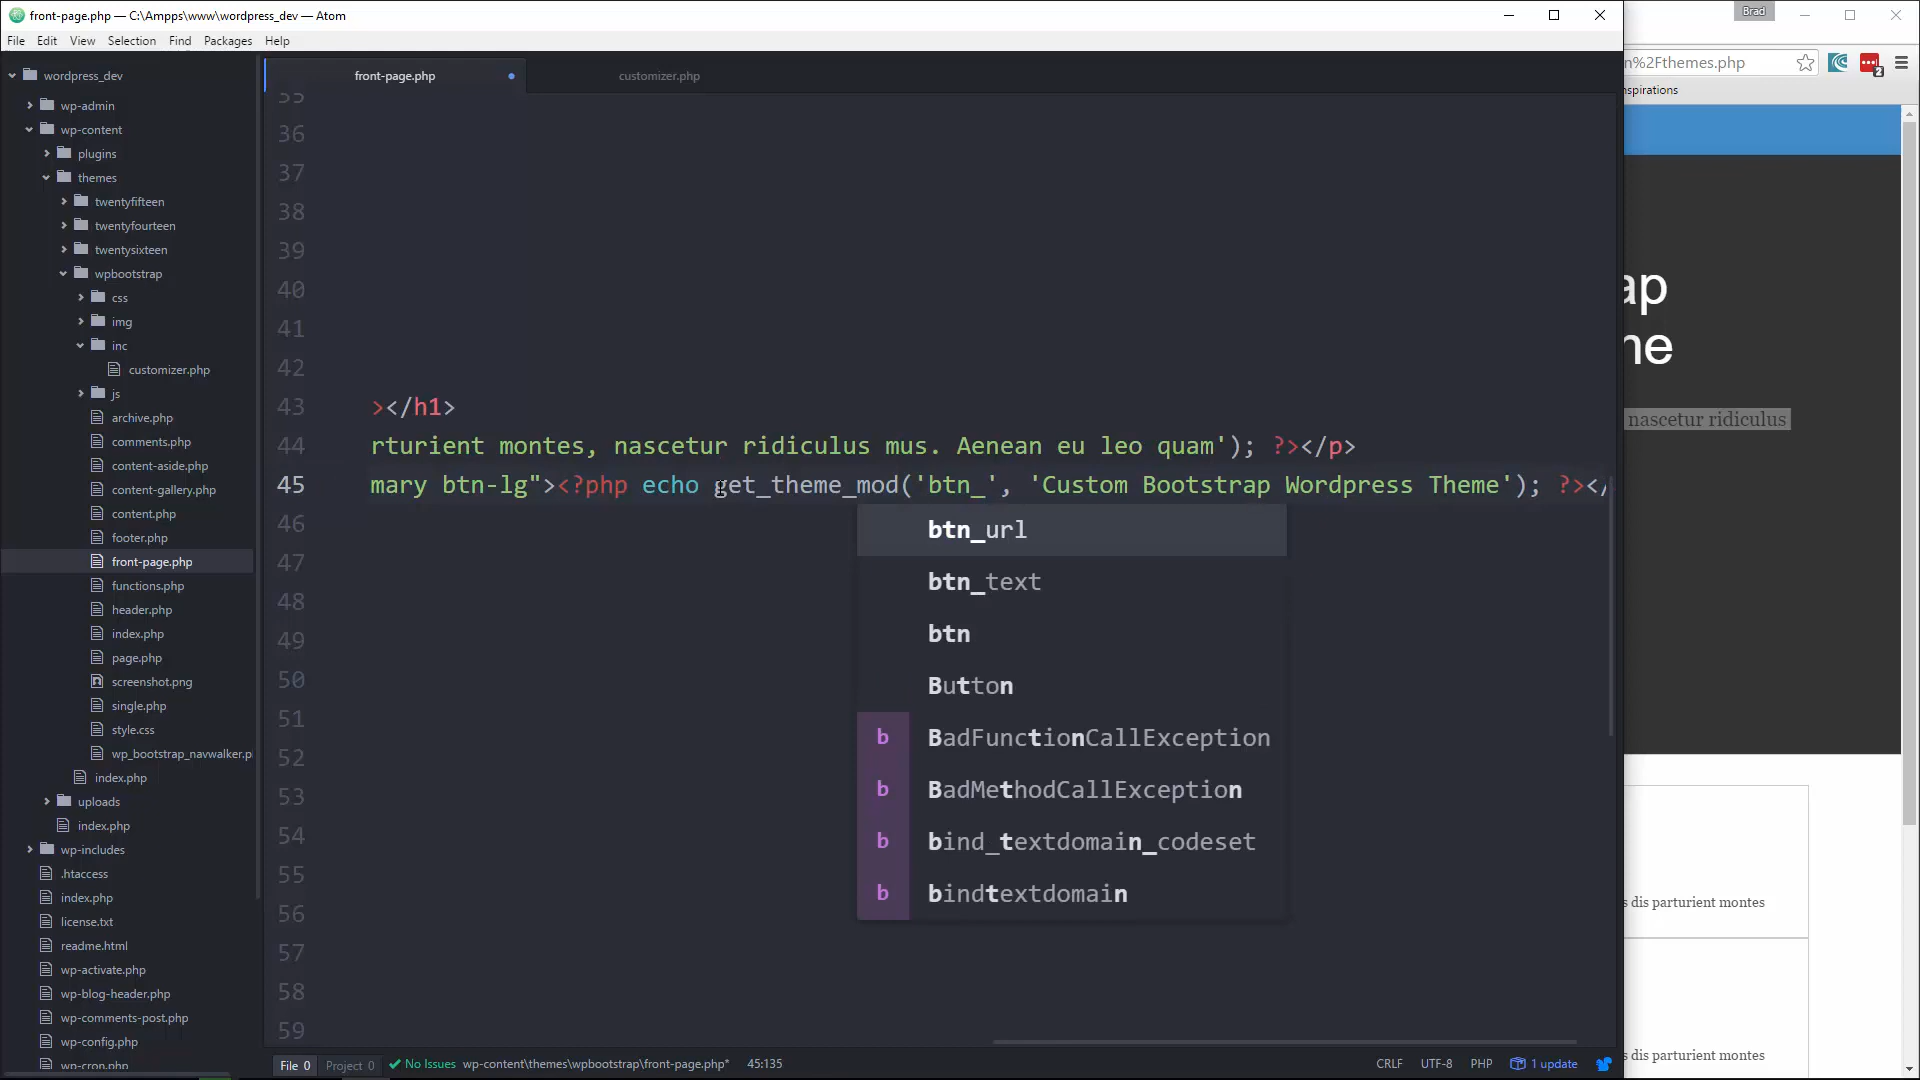 front-page.php — C:\Ampps\www\wordpress_dev — Atom
Brad
File Edit View Selection Find Packages Help
n%2Fthemes.php
2
nspirations
wordpress_dev
wp-admin
wp-content
plugins
themes
twentyfifteen
twentyfourteen
twentysixteen
wpbootstrap
css
img
inc
customizer.php
js
archive.php
comments.php
content-aside.php
content-gallery.php
content.php
footer.php
front-page.php
functions.php
header.php
index.php
page.php
screenshot.png
single.php
style.css
wp_bootstrap_navwalker.p
index.php
uploads
index.php
wp-includes
.htaccess
index.php
license.txt
readme.html
wp-activate.php
wp-blog-header.php
wp-comments-post.php
wp-config.php
wp-cron.php
front-page.php customizer.php
35
36
37
38
39
40
41
42
43 ></h1>
44 rturient montes, nascetur ridiculus mus. Aenean eu leo quam'); ?></p>
45 mary btn-lg"><?php echo get_theme_mod('btn_', 'Custom Bootstrap Wordpress Theme'); ?></
46
47
48
49
50
51
52
53
54
55
56
57
58
59
btn_url
btn_text
btn
Button
b BadFunctionCallException
b BadMethodCallException
b bind_textdomain_codeset
b bindtextdomain
ap
ne
nascetur ridiculus
s dis parturient montes
s dis parturient montes
File 0 Project 0 No Issues wp-content\themes\wpbootstrap\front-page.php* 45:135 CRLF UTF-8 PHP 1 update